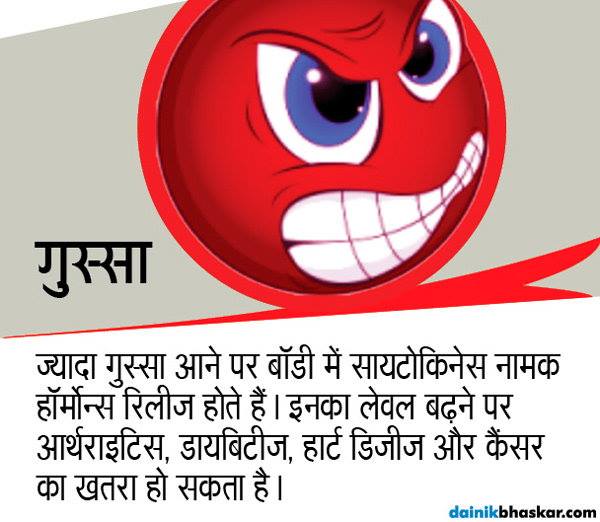 गुस्सा
ज्यादा गुस्सा आने पर बॉडी में सायटोकिनेस नामक
हॉर्मोन्स रिलीज होते हैं। इनका लेवल बढ़ने पर
आर्थराइटिस, डायबिटीज, हार्ट डिजीज और कैंसर
का खतरा हो सकता है।
dainikbhaskar.com